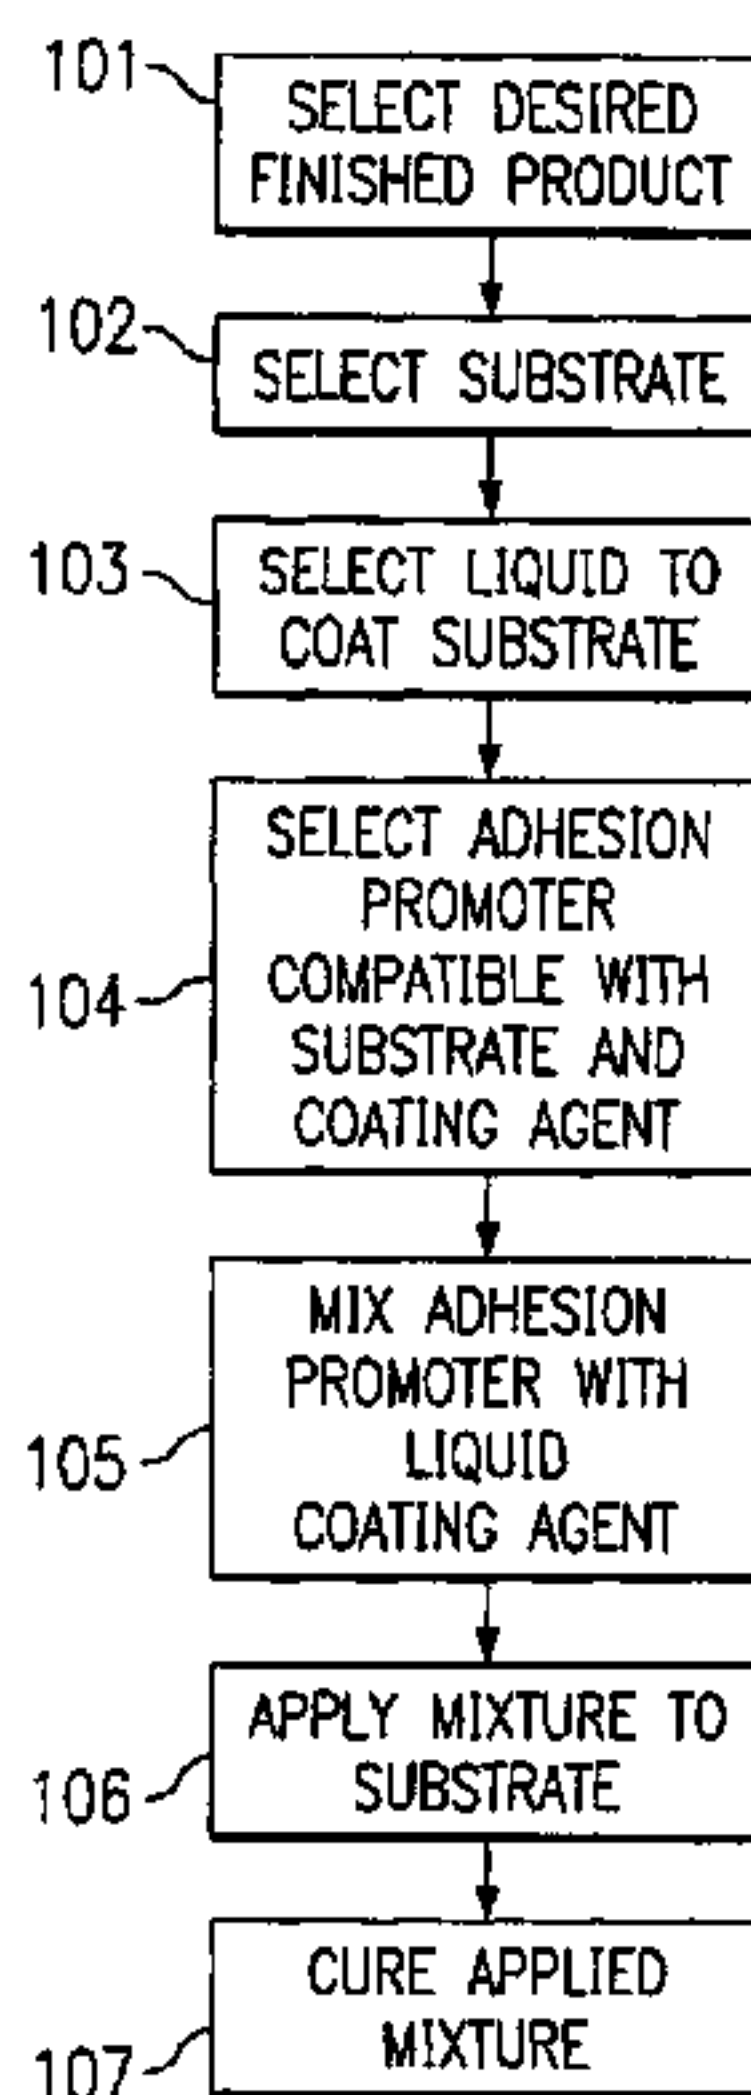 101
SELECT DESIRED
FINISHED PRODUCT
102
SELECT SUBSTRATE
103
SELECT LIQUID TO
COAT SUBSTRATE
104
SELECT ADHESION
PROMOTER
COMPATIBLE WITH
SUBSTRATE AND
COATING AGENT
105
MIX ADHESION
PROMOTER WITH
LIQUID
COATING AGENT
106
APPLY MIXTURE TO
SUBSTRATE
107
CURE APPLIED
MIXTURE